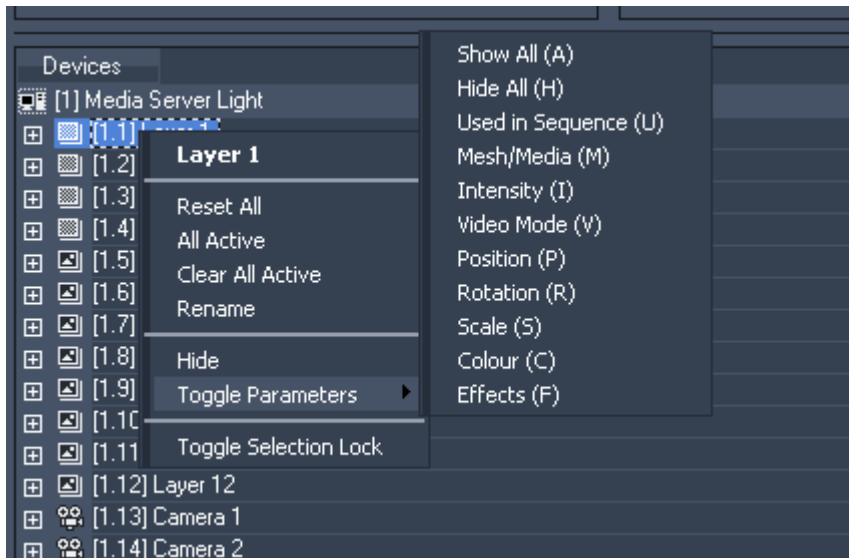 Devices
[1] Media Server Light
[1.1] Layer 1
[1.2]
[1.3]
[1.4]
[1.5]
[1.6]
[1.7]
[1.8]
[1.9]
[1.10
[1.11
[1.12] Layer 12
[1.13] Camera 1
[1.14] Camera 2
Layer 1
Reset All
All Active
Clear All Active
Rename
Hide
Toggle Parameters
Toggle Selection Lock
Show All (A)
Hide All (H)
Used in Sequence (U)
Mesh/Media (M)
Intensity (I)
Video Mode (V)
Position (P)
Rotation (R)
Scale (S)
Colour (C)
Effects (F)